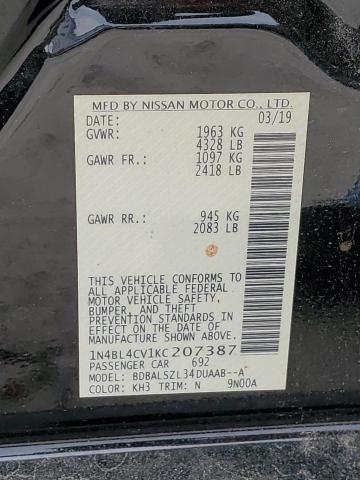 MFD BY NISSAN MOTOR CO., LTD.
DATE: 03/19
GVWR: 1963 KG
4328 LB
GAWR FR: 1097 KG
2418 LB
GAWR RR: 945 KG
2083 LB
THIS VEHICLE CONFORMS TO
ALL APPLICABLE FEDERAL
MOTOR VEHICLE SAFETY,
BUMPER, AND THEFT
PREVENTION STANDARDS IN
EFFECT ON THE DATE OF
MANUFACTURE SHOWN ABOVE.
1N4BL4CV1KC207387
PASSENGER CAR 692
MODEL: BDBALSZL34DUAAB--A
COLOR: KH3 TRIM: N 9N00A